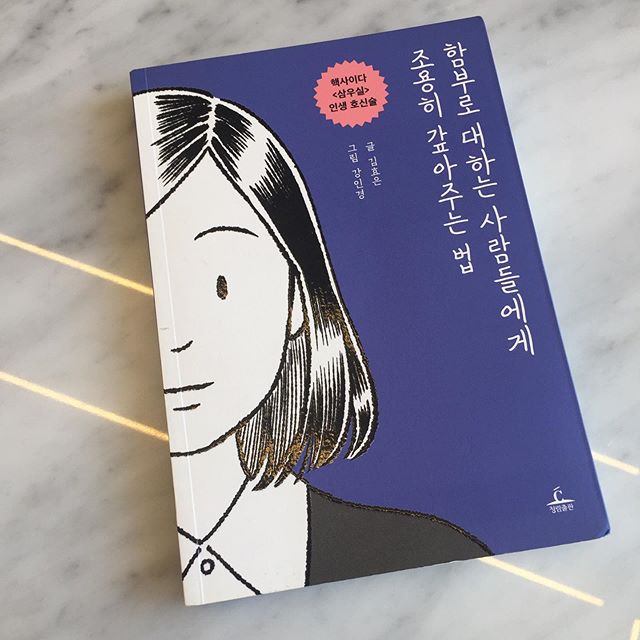 함부로 대하는 사람들에게
조용히 갚아주는 법
핵사이다
<삼우실>
인생 호신술
글 김효은
그림 강인경
청림출판